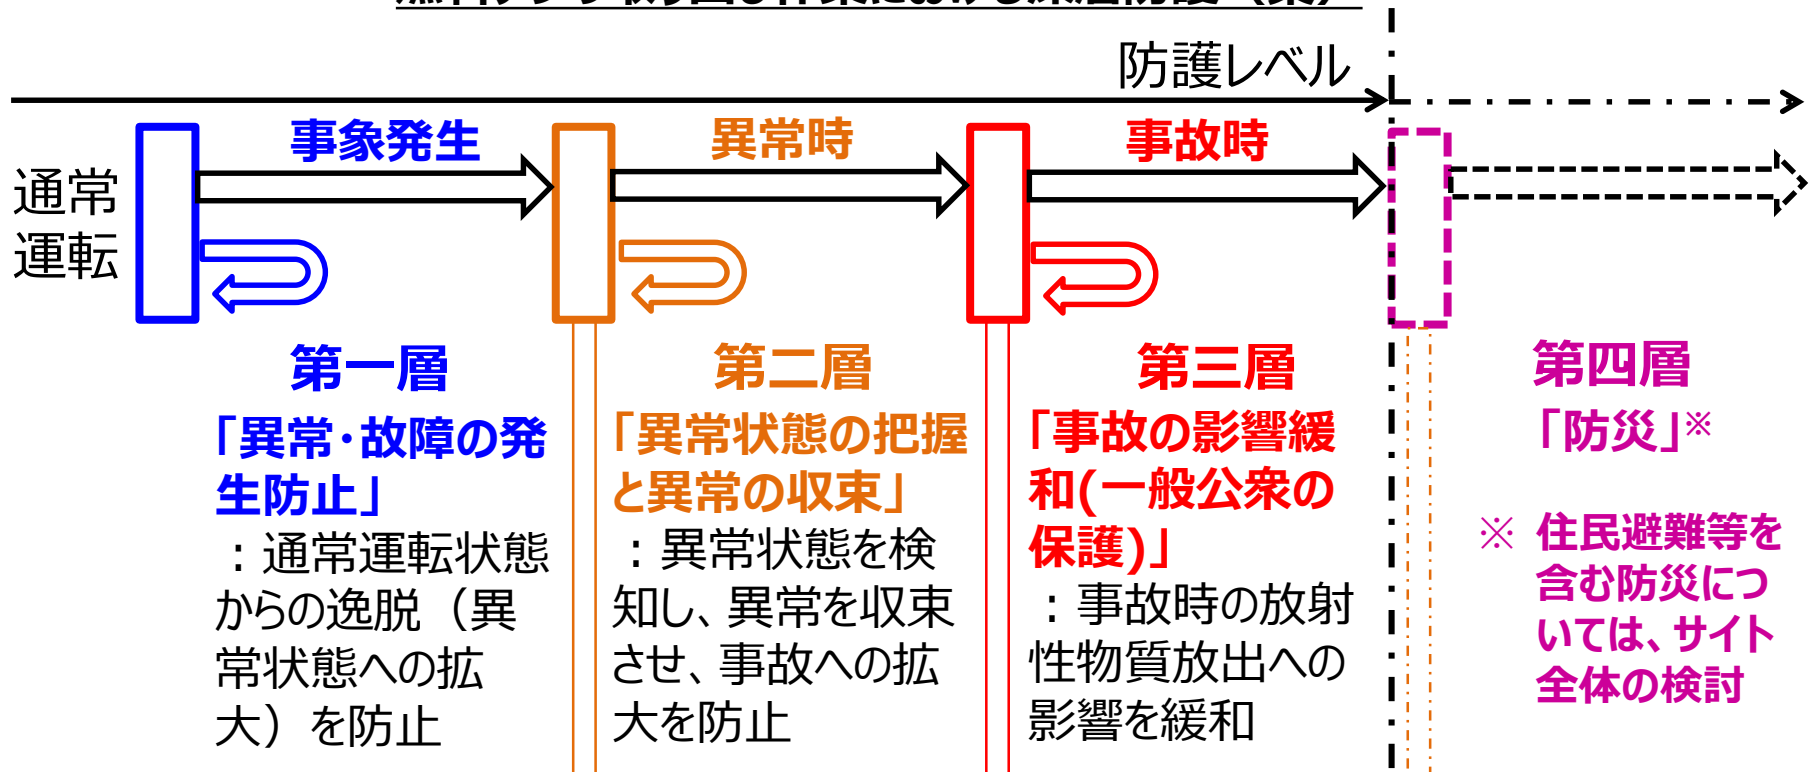 防護レベル
通常
運転
事象発生
異常時
事故時
第一層
「異常・故障の発
生防止」
：通常運転状態
からの逸脱（異
常状態への拡
大）を防止
第二層
「異常状態の把握
と異常の収束」
：異常状態を検
知し、異常を収束
させ、事故への拡
大を防止
第三層
「事故の影響緩
和(一般公衆の
保護)」
：事故時の放射
性物質放出への
影響を緩和
第四層
「防災」※
※ 住民避難等を
含む防災につ
いては、サイト
全体の検討